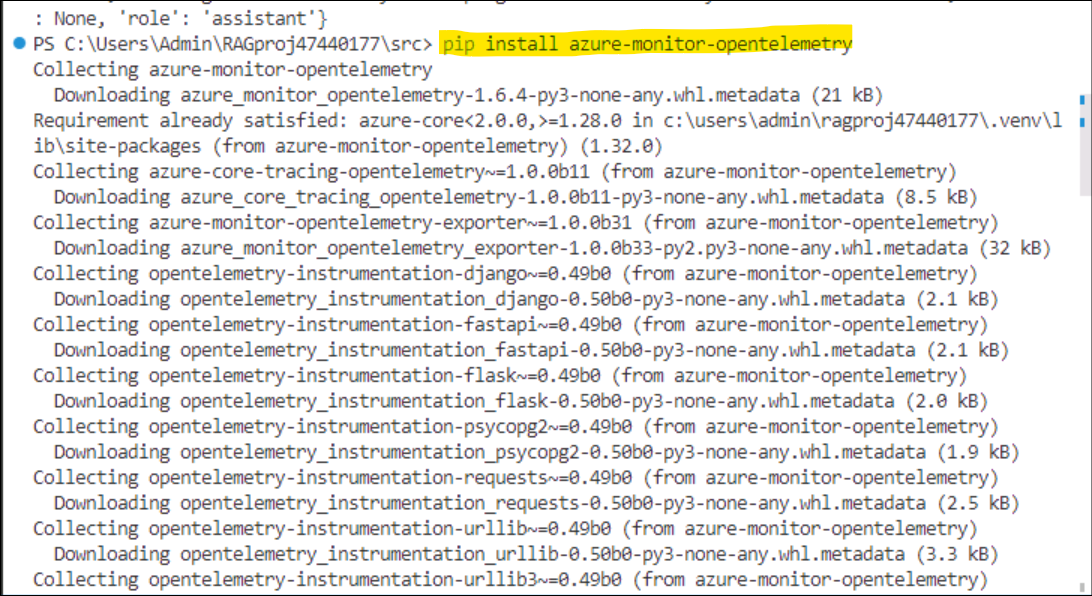 : None, 'role': 'assistant'}
PS C:\Users\Admin\RAGproj47440177\src> pip install azure-monitor-opentelemetry
Collecting azure-monitor-opentelemetry
  Downloading azure_monitor_opentelemetry-1.6.4-py3-none-any.whl.metadata (21 kB)
Requirement already satisfied: azure-core<2.0.0,>=1.28.0 in c:\users\admin\ragproj47440177\.venv\l
ib\site-packages (from azure-monitor-opentelemetry) (1.32.0)
Collecting azure-core-tracing-opentelemetry~=1.0.0b11 (from azure-monitor-opentelemetry)
  Downloading azure_core_tracing_opentelemetry-1.0.0b11-py3-none-any.whl.metadata (8.5 kB)
Collecting azure-monitor-opentelemetry-exporter~=1.0.0b31 (from azure-monitor-opentelemetry)
  Downloading azure_monitor_opentelemetry_exporter-1.0.0b33-py2.py3-none-any.whl.metadata (32 kB)
Collecting opentelemetry-instrumentation-django~=0.49b0 (from azure-monitor-opentelemetry)
  Downloading opentelemetry_instrumentation_django-0.50b0-py3-none-any.whl.metadata (2.1 kB)
Collecting opentelemetry-instrumentation-fastapi~=0.49b0 (from azure-monitor-opentelemetry)
  Downloading opentelemetry_instrumentation_fastapi-0.50b0-py3-none-any.whl.metadata (2.1 kB)
Collecting opentelemetry-instrumentation-flask~=0.49b0 (from azure-monitor-opentelemetry)
  Downloading opentelemetry_instrumentation_flask-0.50b0-py3-none-any.whl.metadata (2.0 kB)
Collecting opentelemetry-instrumentation-psycopg2~=0.49b0 (from azure-monitor-opentelemetry)
  Downloading opentelemetry_instrumentation_psycopg2-0.50b0-py3-none-any.whl.metadata (1.9 kB)
Collecting opentelemetry-instrumentation-requests~=0.49b0 (from azure-monitor-opentelemetry)
  Downloading opentelemetry_instrumentation_requests-0.50b0-py3-none-any.whl.metadata (2.5 kB)
Collecting opentelemetry-instrumentation-urllib~=0.49b0 (from azure-monitor-opentelemetry)
  Downloading opentelemetry_instrumentation_urllib-0.50b0-py3-none-any.whl.metadata (3.3 kB)
Collecting opentelemetry-instrumentation-urllib3~=0.49b0 (from azure-monitor-opentelemetry)